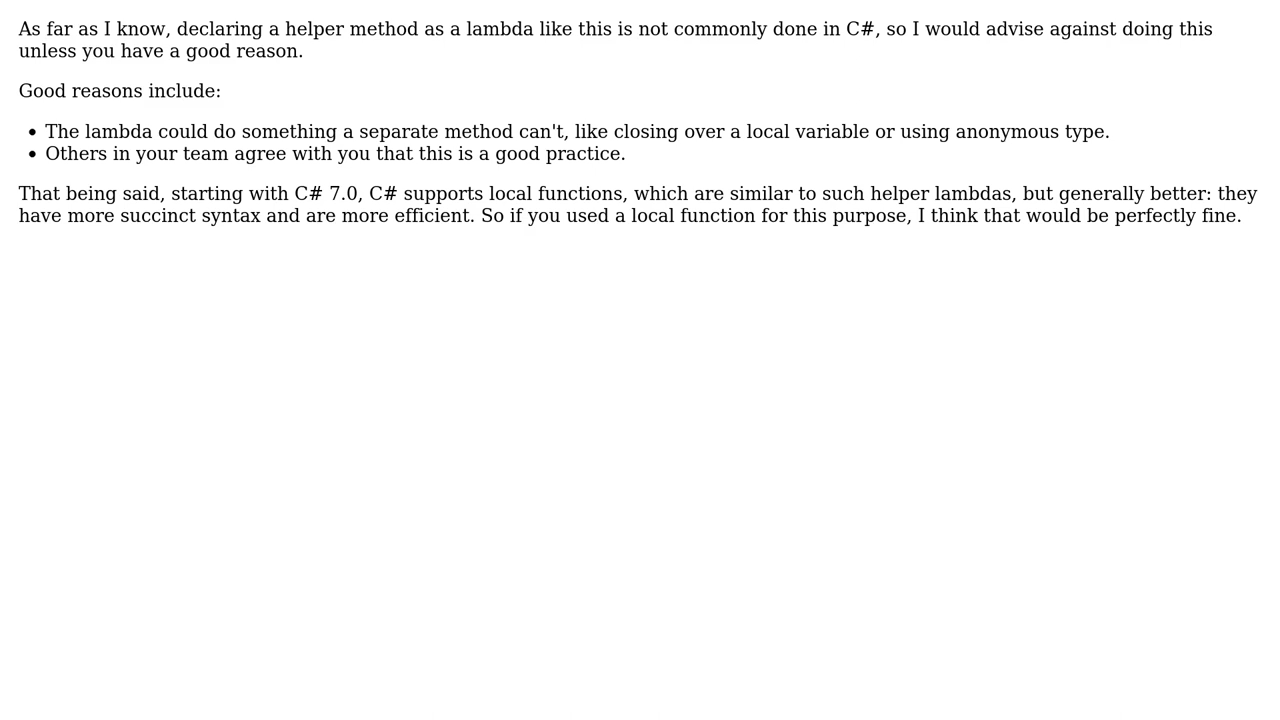 As far as I know, declaring a helper method as a lambda like this is not commonly done in C#, so I would advise against doing this
unless you have a good reason.
Good reasons include:
• The lambda could do something a separate method can't, like closing over a local variable or using anonymous type.
• Others in your team agree with you that this is a good practice.
That being said, starting with C# 7.0, C# supports local functions, which are similar to such helper lambdas, but generally better: they
have more succinct syntax and are more efficient. So if you used a local function for this purpose, I think that would be perfectly fine.